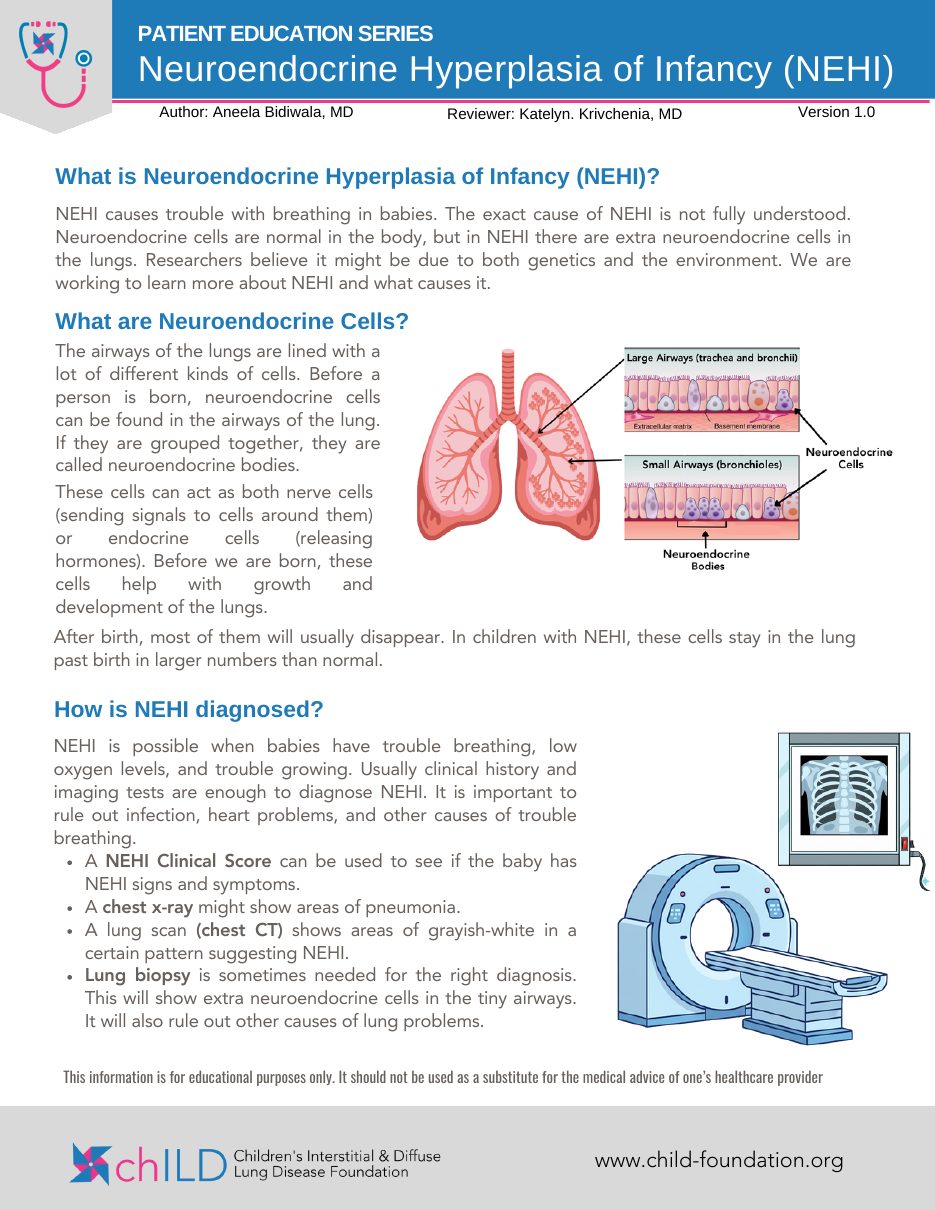 PATIENT EDUCATION SERIES
Neuroendocrine Hyperplasia of Infancy (NEHI)
Author: Aneela Bidiwala, MD
Reviewer: Katelyn. Krivchenia, MD
Version 1.0
What is Neuroendocrine Hyperplasia of Infancy (NEHI)?
NEHI causes trouble with breathing in babies. The exact cause of NEHI is not fully understood.
Neuroendocrine cells are normal in the body, but in NEHI there are extra neuroendocrine cells in
the lungs. Researchers believe it might be due to both genetics and the environment. We are
working to learn more about NEHI and what causes it.
What are Neuroendocrine Cells?
The airways of the lungs are lined with a
lot of different kinds of cells. Before a
person is born, neuroendocrine cells
can be found in the airways of the lung.
If they are grouped together, they are
called neuroendocrine bodies.
These cells can act as both nerve cells
(sending signals to cells around them)
or endocrine cells (releasing
hormones). Before we are born, these
cells help with growth and
development of the lungs.
Large Airways (trachea and bronchii)
Extracellular matrix
Basement membrane
Neuroendocrine
Cells
Small Airways (bronchioles)
Neuroendocrine
Bodies
After birth, most of them will usually disappear. In children with NEHI, these cells stay in the lung
past birth in larger numbers than normal.
How is NEHI diagnosed?
NEHI is possible when babies have trouble breathing, low
oxygen levels, and trouble growing. Usually clinical history and
imaging tests are enough to diagnose NEHI. It is important to
rule out infection, heart problems, and other causes of trouble
breathing.
• A NEHI Clinical Score can be used to see if the baby has
NEHI signs and symptoms.
• A chest x-ray might show areas of pneumonia.
• A lung scan (chest CT) shows areas of grayish-white in a
certain pattern suggesting NEHI.
• Lung biopsy is sometimes needed for the right diagnosis.
This will show extra neuroendocrine cells in the tiny airways.
It will also rule out other causes of lung problems.
This information is for educational purposes only. It should not be used as a substitute for the medical advice of one's healthcare provider
chILD
Children's Interstitial & Diffuse
Lung Disease Foundation
www.child-foundation.org